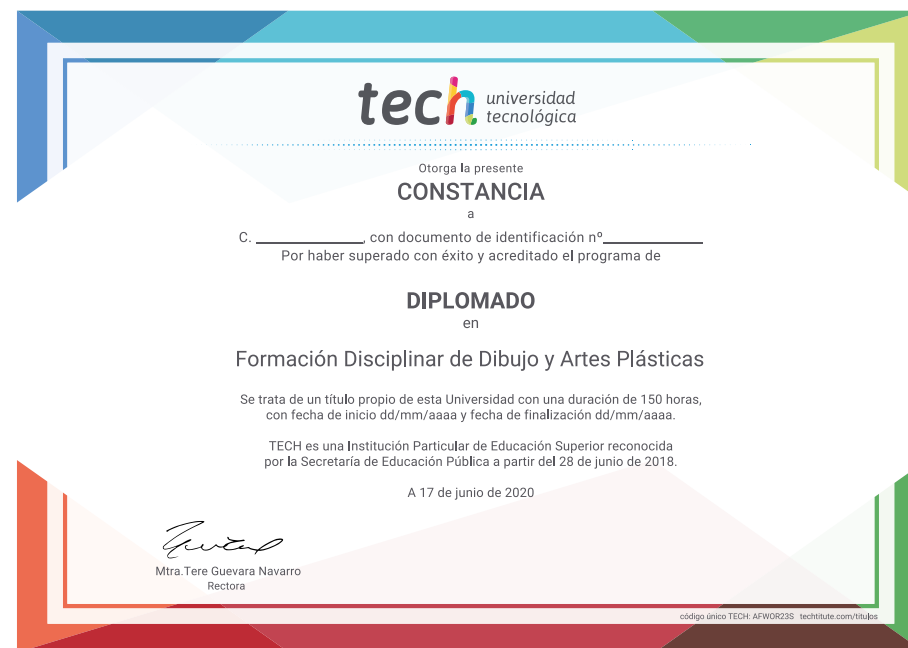 tech universidad
tecnológica
Otorga la presente
CONSTANCIA
a
C. ______________, con documento de identificación nº_____________
Por haber superado con éxito y acreditado el programa de
DIPLOMADO
en
Formación Disciplinar de Dibujo y Artes Plásticas
Se trata de un título propio de esta Universidad con una duración de 150 horas,
con fecha de inicio dd/mm/aaaa y fecha de finalización dd/mm/aaaa.
TECH es una Institución Particular de Educación Superior reconocida
por la Secretaría de Educación Pública a partir del 28 de junio de 2018.
A 17 de junio de 2020
Mtra.Tere Guevara Navarro
Rectora
código único TECH: AFWOR23S techtitute.com/titulos